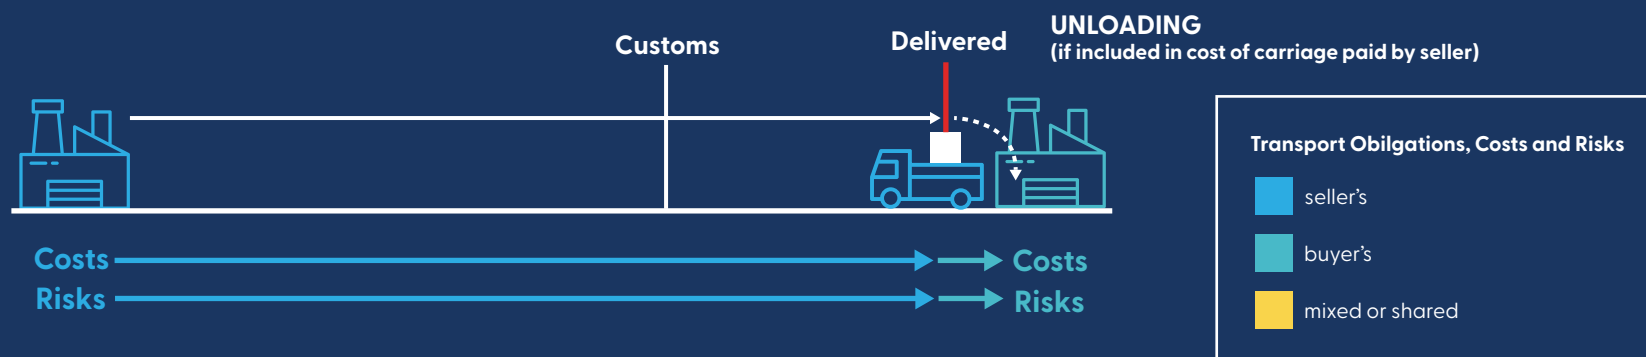 Customs
Delivered
UNLOADING
(if included in cost of carriage paid by seller)
Costs
Costs
Risks
Risks
Transport Obilgations, Costs and Risks
seller's
buyer's
mixed or shared